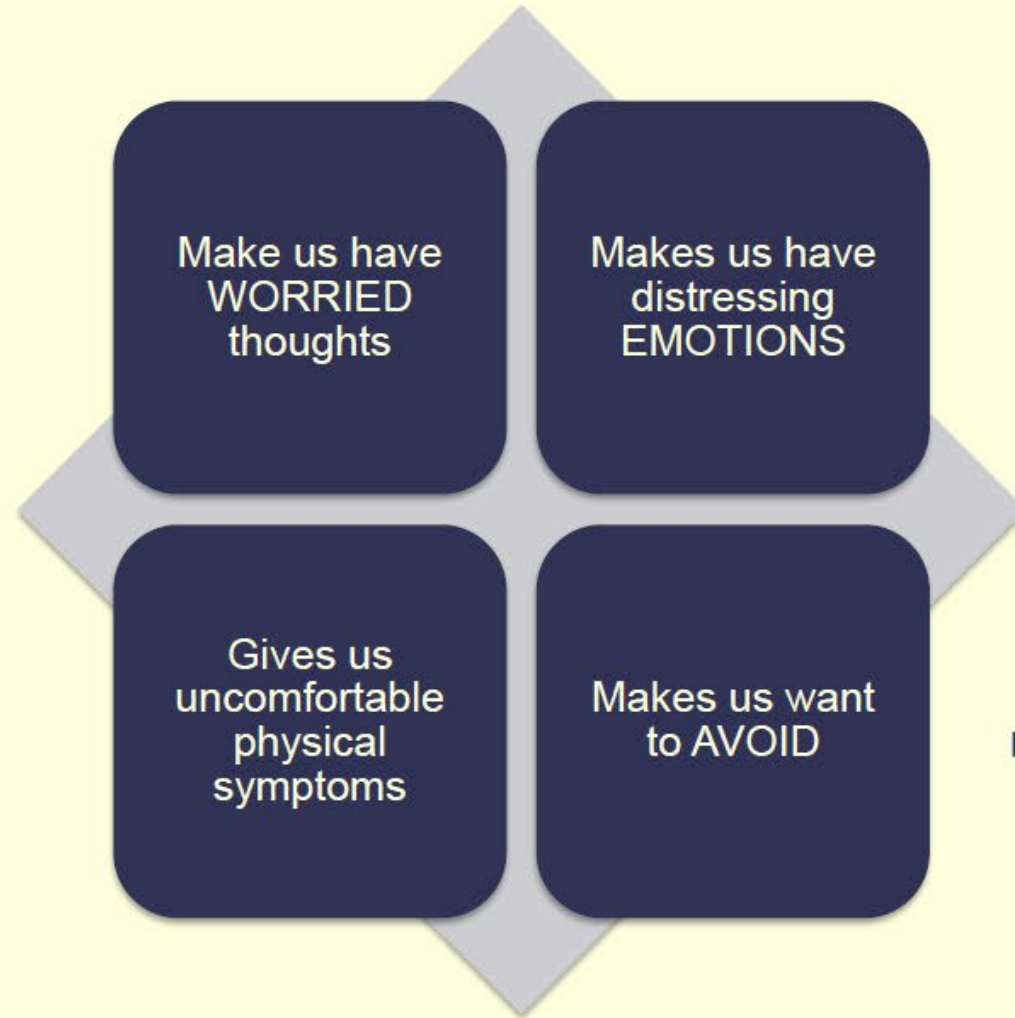 Make us have
WORRIED
thoughts
Makes us have
distressing
EMOTIONS
Gives us
uncomfortable
physical
symptoms
Makes us want
to AVOID